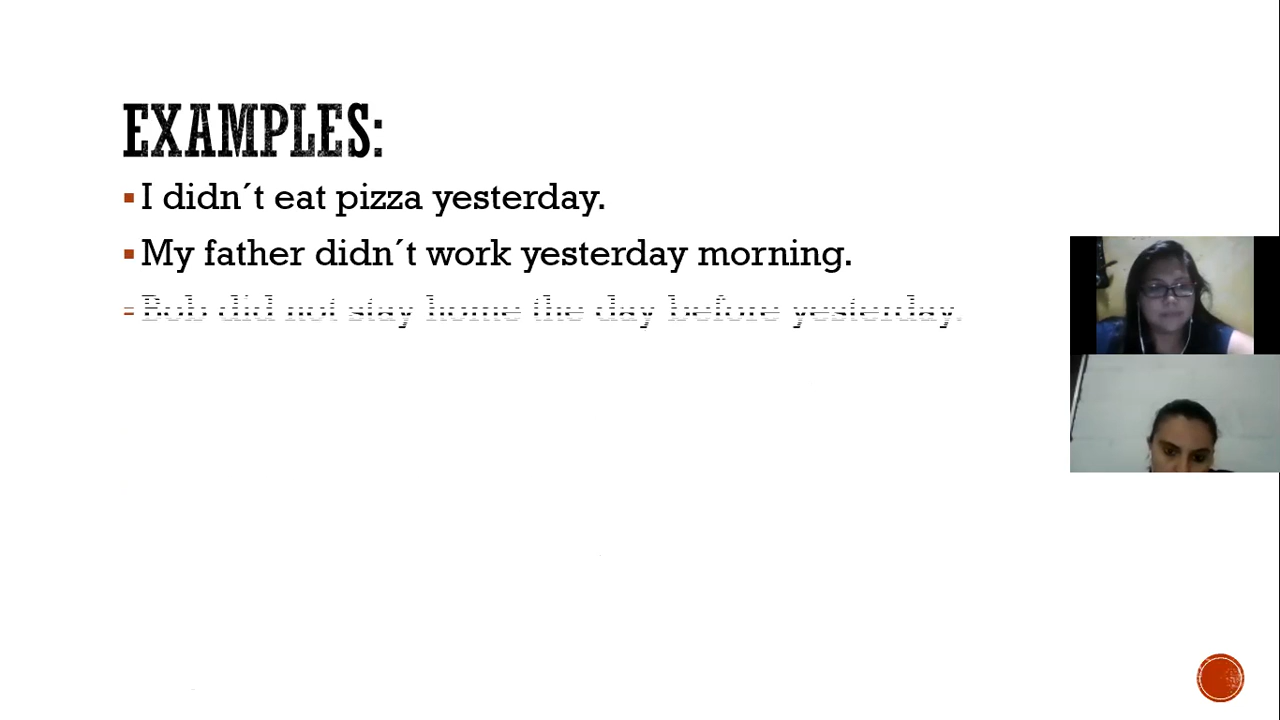 EXAMPLES:
I didn´t eat pizza yesterday.
My father didn´t work yesterday morning.
Bob did not stay home the day before yesterday.